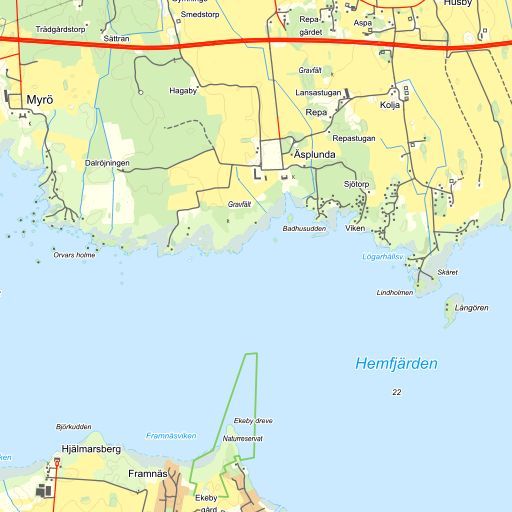 Husby
Smedstorp
Trädgårdstorp
Sättran
Repa-
gärdet
Aspa
Gravfält
Hagaby
Lansastugan
Myrö
Repa
Kolja
Repastugan
Äsplunda
Dalröjningen
Sjötorp
Gravfält
Badhusudden
Viken
Orvars holme
Lögarhällsv.
Skäret
Lindholmen
Långören
Hemfjärden
22
Björkudden
Ekeby dreve
Framnäsviken
Naturreservat
viken
Hjälmarsberg
Framnäs
Ekeby
gård